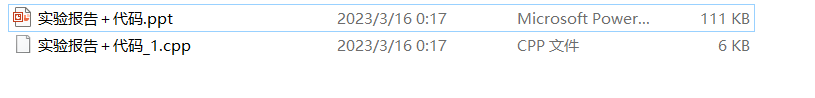 实验报告+代码.ppt 2023/3/16 0:17 Microsoft Power... 111 KB
实验报告+代码_1.cpp 2023/3/16 0:17 CPP 文件 6 KB